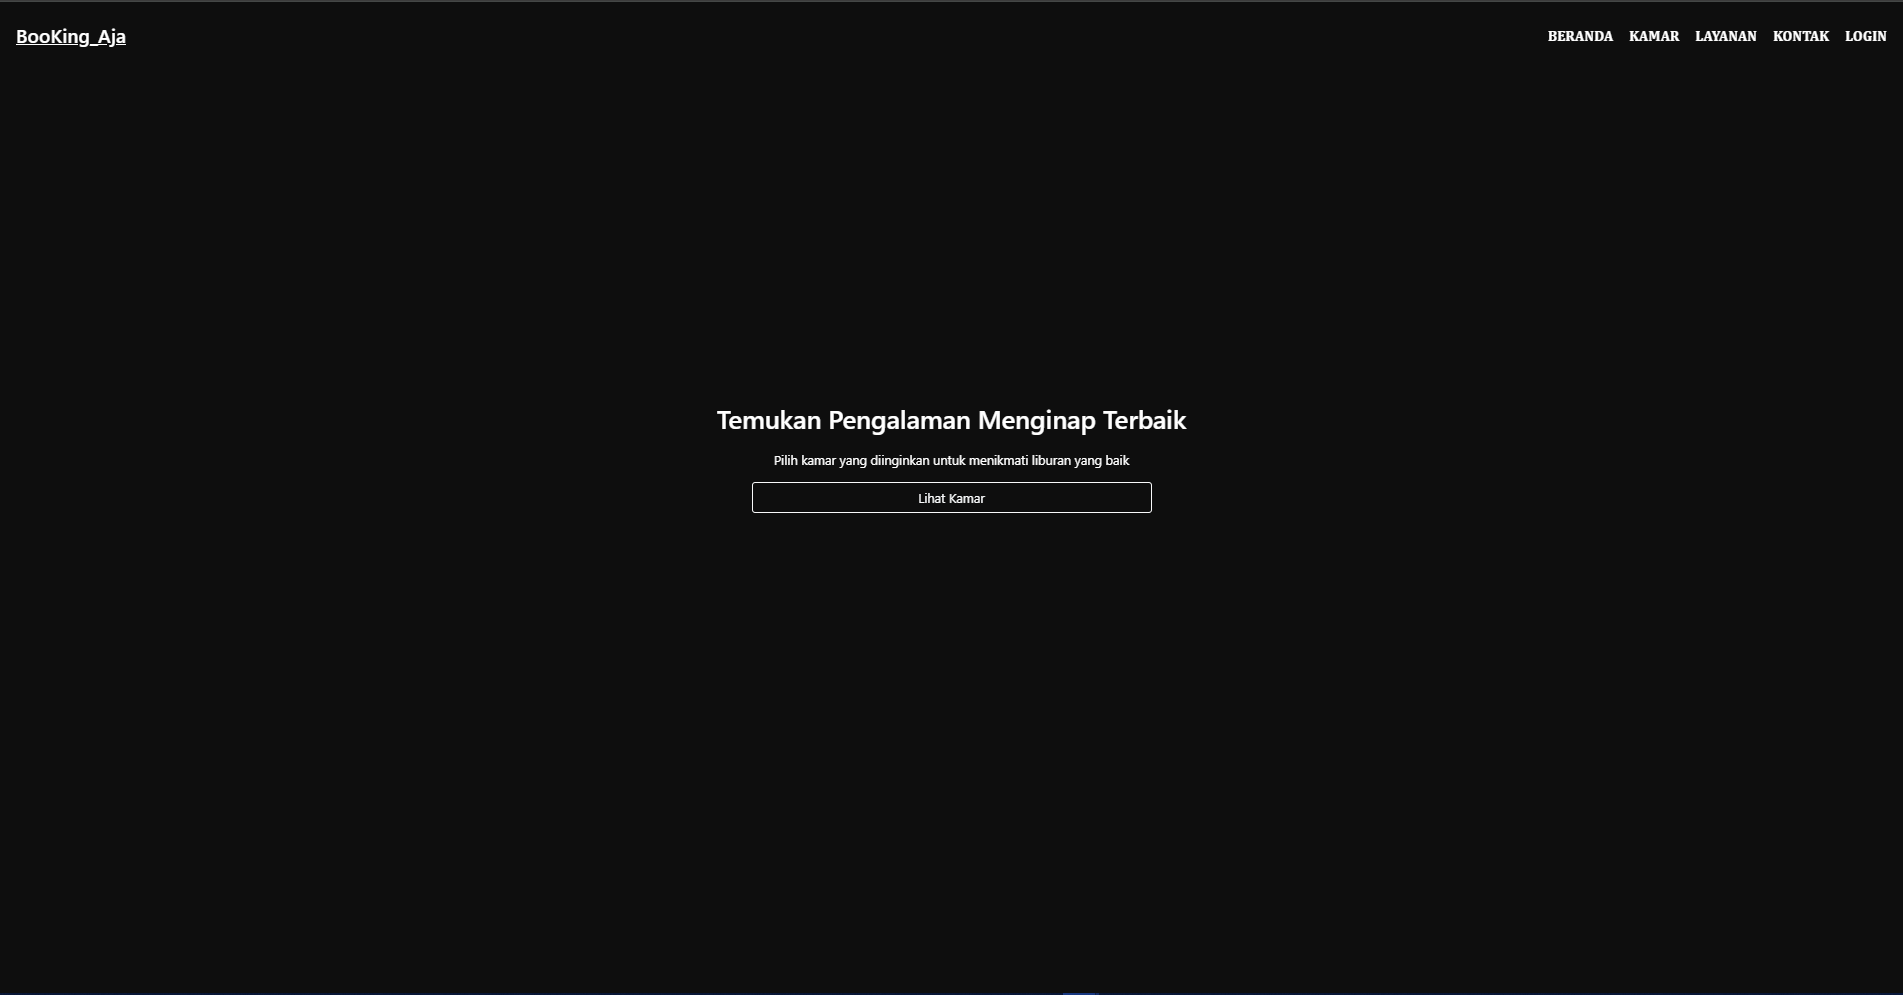 BooKing_Aja
BERANDA KAMAR LAYANAN KONTAK LOGIN
Temukan Pengalaman Menginap Terbaik
Pilih kamar yang diinginkan untuk menikmati liburan yang baik
Lihat Kamar